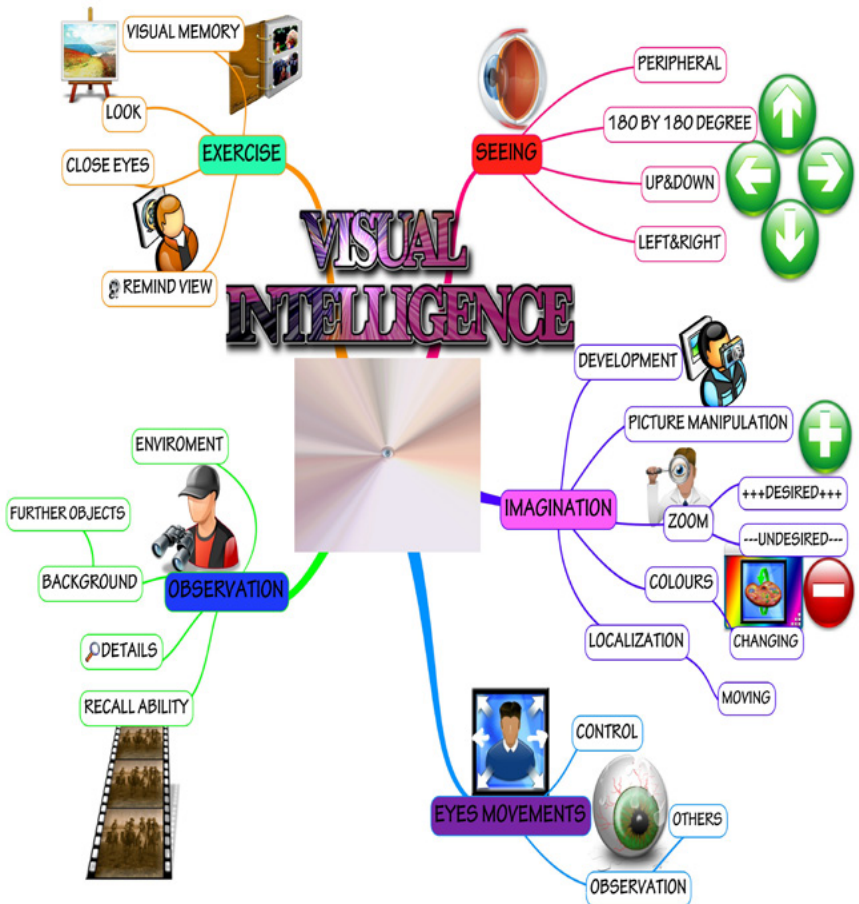 VISUAL
INTELLIGENCE
EXERCISE
VISUAL MEMORY
LOOK
CLOSE EYES
REMIND VIEW
SEEING
PERIPHERAL
180 BY 180 DEGREE
UP&DOWN
LEFT&RIGHT
IMAGINATION
DEVELOPMENT
PICTURE MANIPULATION
ZOOM
+++DESIRED+++
---UNDESIRED---
COLOURS
CHANGING
LOCALIZATION
MOVING
EYES MOVEMENTS
CONTROL
OBSERVATION
OTHERS
OBSERVATION
ENVIROMENT
BACKGROUND
FURTHER OBJECTS
DETAILS
RECALL ABILITY